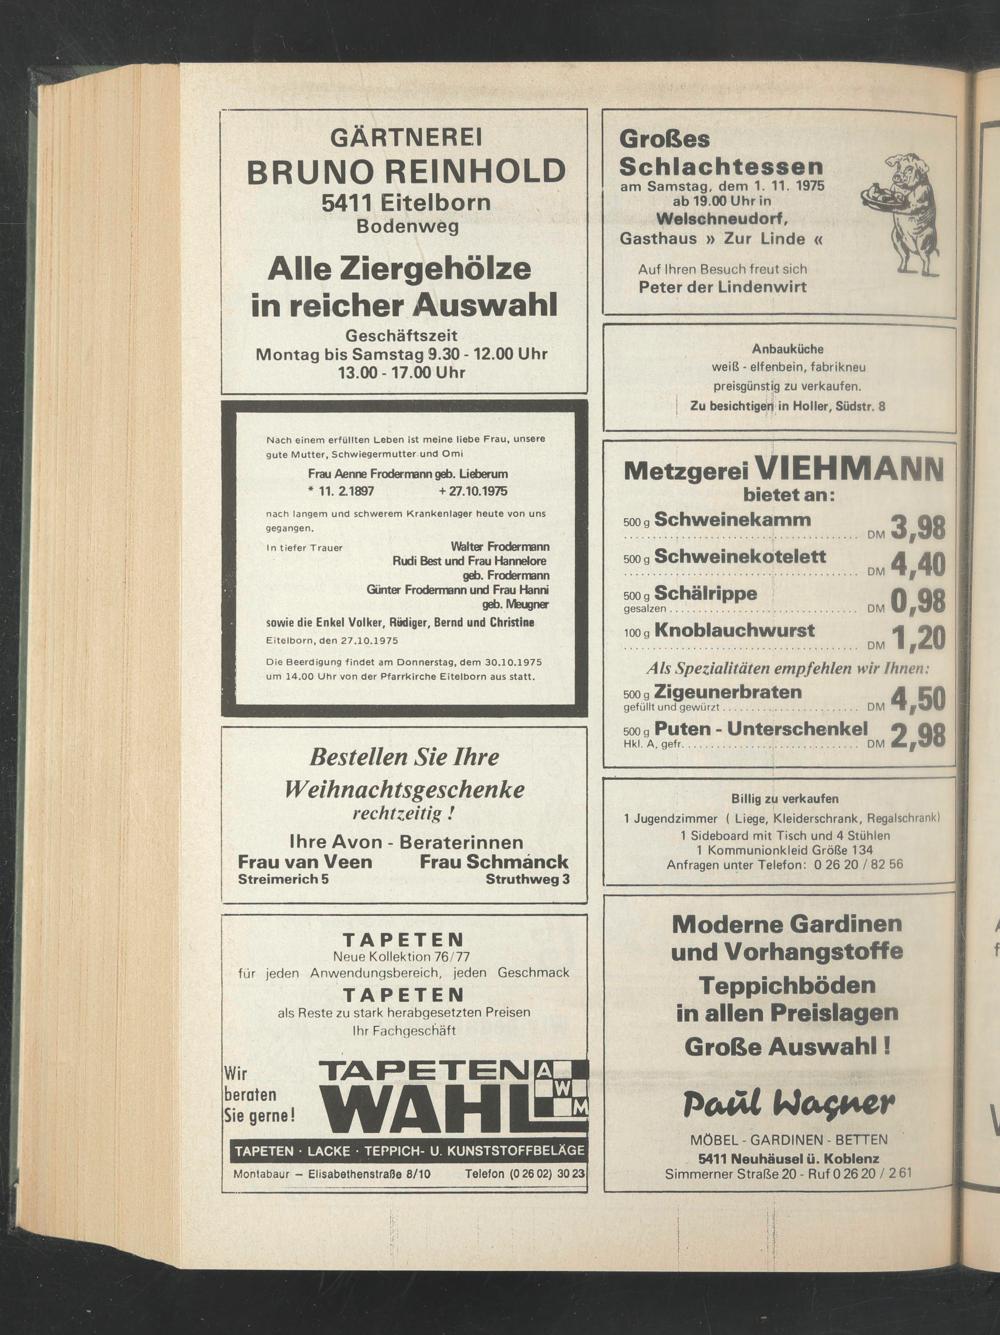 GÄRTNEREI
BRUNO REINHOLD
5411 Eitelborn
Bodenweg
Alle Ziergehölze
in reicher Auswahl
Geschäftszeit
Montag bis Samstag 9.30 - 12.00 Uhr
13.00 - 17.00 Uhr
Nach einem erfüllten Leben ist meine liebe Frau, unsere
gute Mutter, Schwiegermutter und Omi
Frau Aenne Frodermann geb. Lieberum
* 11. 2.1897 + 27.10.1975
nach langem und schwerem Krankenlager heute von uns
gegangen.
In tiefer Trauer Walter Frodermann
Rudi Best und Frau Hannelore
geb. Frodermann
Günter Frodermann und Frau Hanni
geb. Meugner
sowie die Enkel Volker, Rüdiger, Bernd und Christine
Eitelborn, den 27.10.1975
Die Beerdigung findet am Donnerstag, dem 30.10.1975
um 14.00 Uhr von der Pfarrkirche Eitelborn aus statt.
Bestellen Sie Ihre
Weihnachtsgeschenke
rechtzeitig !
Ihre Avon - Beraterinnen
Frau van Veen Frau Schmänck
Streimerich 5 Struthweg 3
TAPETEN
Neue Kollektion 76/77
für jeden Anwendungsbereich, jeden Geschmack
TAPETEN
als Reste zu stark herabgesetzten Preisen
Ihr Fachgeschäft
Wir
beraten
Sie gerne!
TAPETEN
WAHL
A
W
M
TAPETEN · LACKE · TEPPICH- U. KUNSTSTOFFBELÄGE
Montabaur — Elisabethenstraße 8/10 Telefon (0 26 02) 30 23
Großes
Schlachtessen
am Samstag, dem 1. 11. 1975
ab 19.00 Uhr in
Welschneudorf,
Gasthaus » Zur Linde «
Auf Ihren Besuch freut sich
Peter der Lindenwirt
Anbauküche
weiß - elfenbein, fabrikneu
preisgünstig zu verkaufen.
Zu besichtigen in Holler, Südstr. 8
Metzgerei VIEHMANN
bietet an:
500 g Schweinekamm
DM 3,98
500 g Schweinekotelett
DM 4,40
500 g Schälrippe
gesalzen DM 0,98
100 g Knoblauchwurst
DM 1,20
Als Spezialitäten empfehlen wir Ihnen:
500 g Zigeunerbraten
gefüllt und gewürzt DM 4,50
500 g Puten - Unterschenkel
Hkl. A, gefr. DM 2,98
Billig zu verkaufen
1 Jugendzimmer ( Liege, Kleiderschrank, Regalschrank)
1 Sideboard mit Tisch und 4 Stühlen
1 Kommunionkleid Größe 134
Anfragen unter Telefon: 0 26 20 / 82 56
Moderne Gardinen
und Vorhangstoffe
Teppichböden
in allen Preislagen
Große Auswahl !
Paul Wagner
MÖBEL - GARDINEN - BETTEN
5411 Neuhäusel ü. Koblenz
Simmerner Straße 20 - Ruf 0 26 20 / 2 61